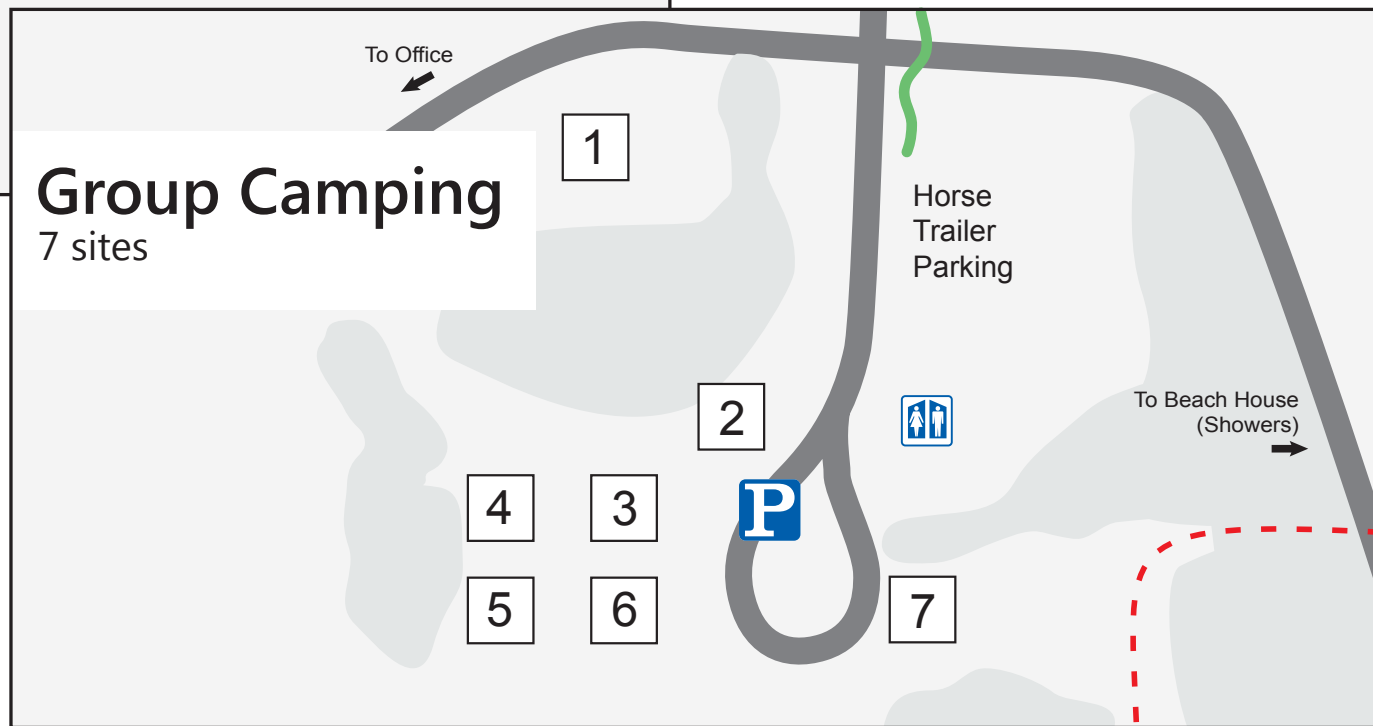 To Office
1
Group Camping
7 sites
Horse
Trailer
Parking
2
To Beach House
(Showers)
4
3
P
5
6
7